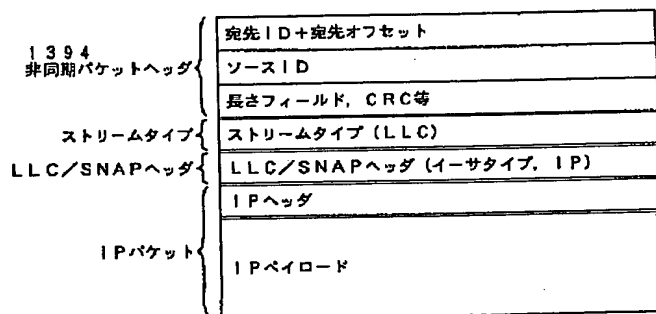 1394
非同期パケットヘッダ
宛先ID+宛先オフセット
ソースID
長さフィールド，CRC等
ストリームタイプ
ストリームタイプ（LLC）
LLC／SNAPヘッダ
LLC／SNAPヘッダ（イーサタイプ，IP）
IPヘッダ
IPパケット
IPペイロード